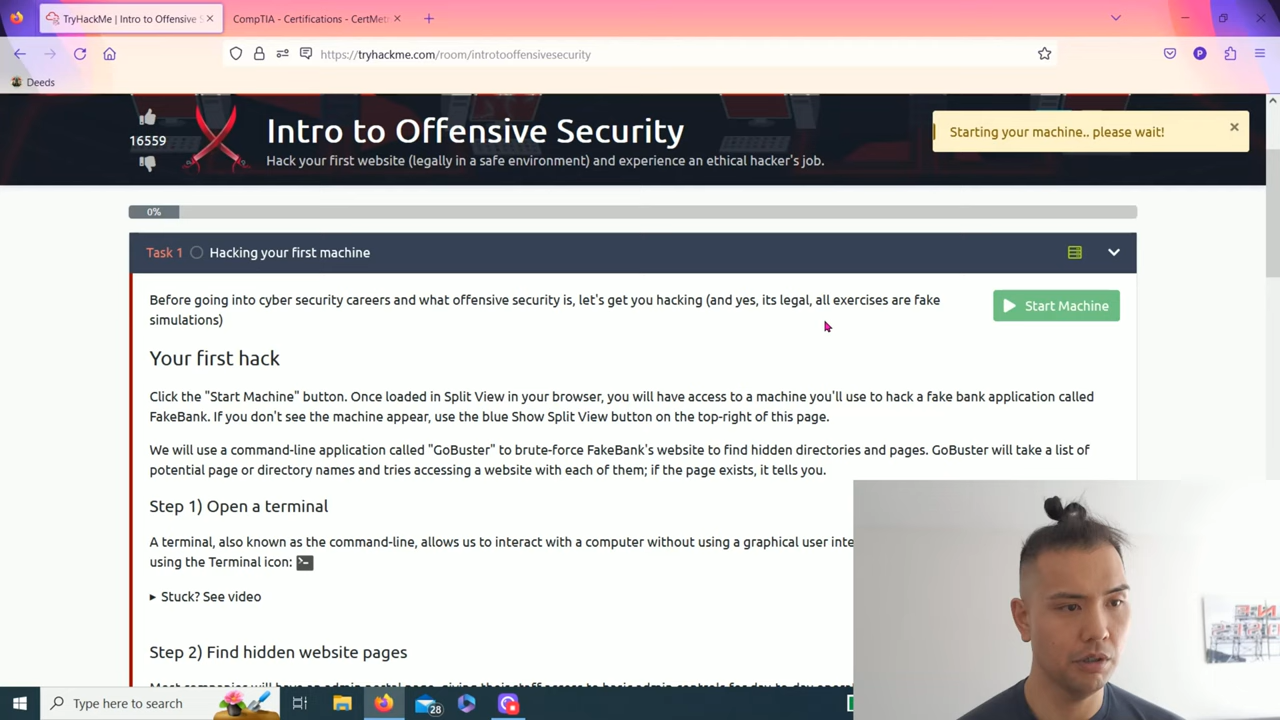 TryHackMe | Intro to Offensive S
CompTIA - Certifications - CertMet
https://tryhackme.com/room/introtooffensivesecurity
P
Deeds
16559
Intro to Offensive Security
Hack your first website (legally in a safe environment) and experience an ethical hacker's job.
Starting your machine.. please wait!
0%
Task 1 Hacking your first machine
Before going into cyber security careers and what offensive security is, let's get you hacking (and yes, its legal, all exercises are fake
simulations)
Start Machine
Your first hack
Click the "Start Machine" button. Once loaded in Split View in your browser, you will have access to a machine you'll use to hack a fake bank application called
FakeBank. If you don't see the machine appear, use the blue Show Split View button on the top-right of this page.
We will use a command-line application called "GoBuster" to brute-force FakeBank's website to find hidden directories and pages. GoBuster will take a list of
potential page or directory names and tries accessing a website with each of them; if the page exists, it tells you.
Step 1) Open a terminal
A terminal, also known as the command-line, allows us to interact with a computer without using a graphical user inte
using the Terminal icon:
Stuck? See video
Step 2) Find hidden website pages
Type here to search
28